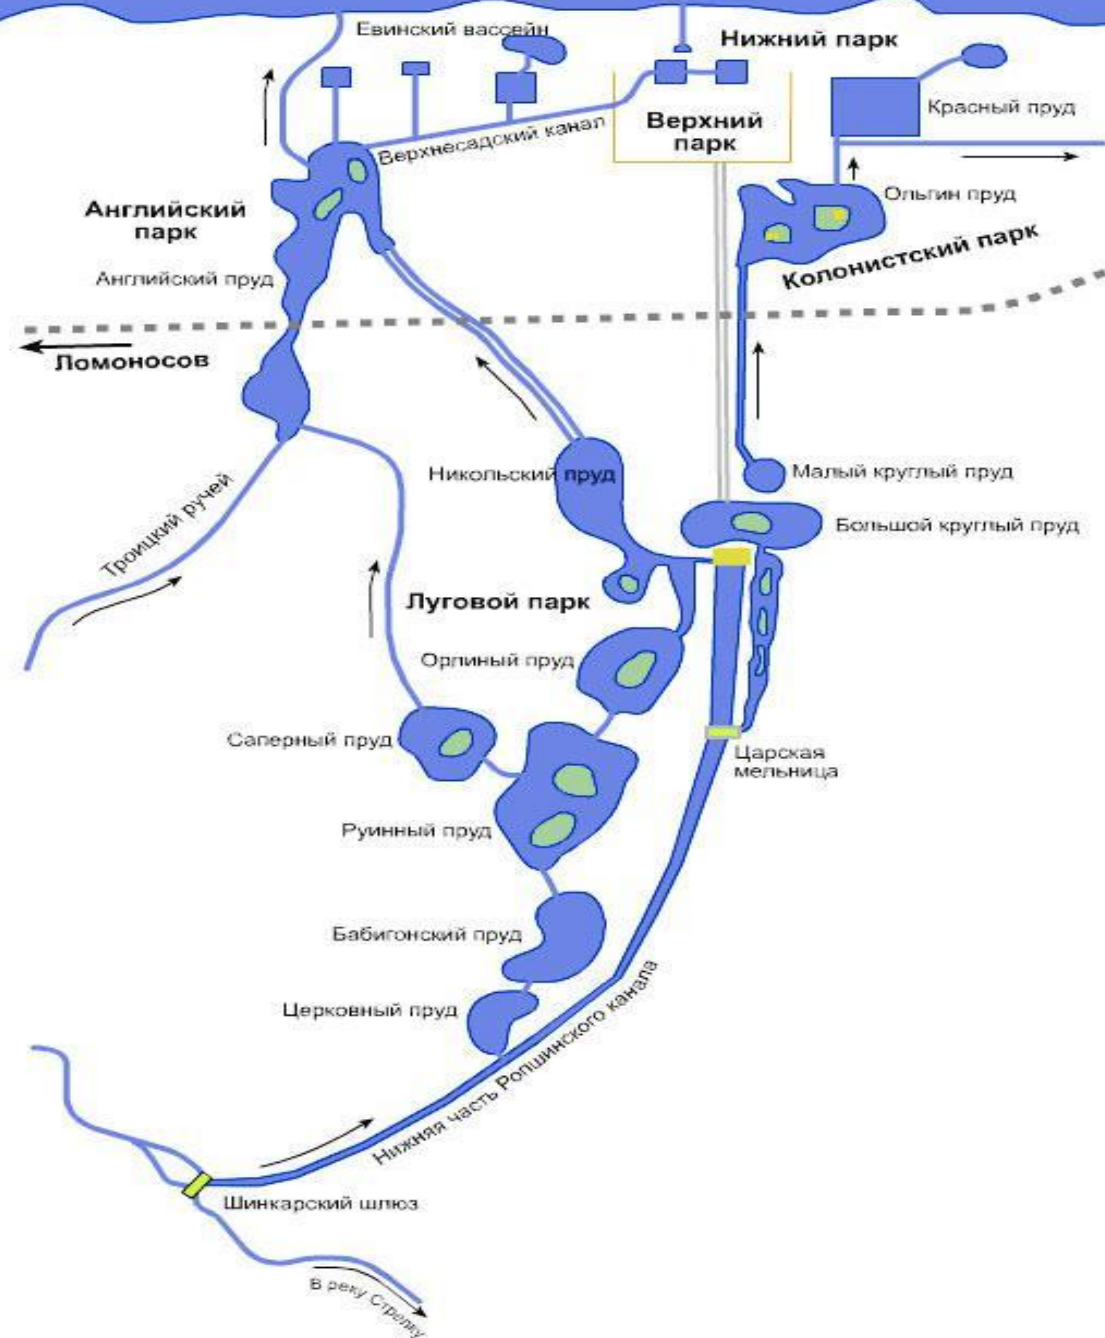 Евинский вассейн
Нижний парк
Красный пруд
Верхний
парк
Верхнесадский канал
Ольгин пруд
Английский
парк
Колонистский парк
Английский пруд
Ломоносов
Никольский пруд
Малый круглый пруд
Большой круглый пруд
Троицкий ручей
Луговой парк
Орлиный пруд
Саперный пруд
Царская
мельница
Руинный пруд
Бабигонский пруд
Церковный пруд
Нижняя часть Ропшинского канала
Шинкарский шлюз
В реку Стрелку